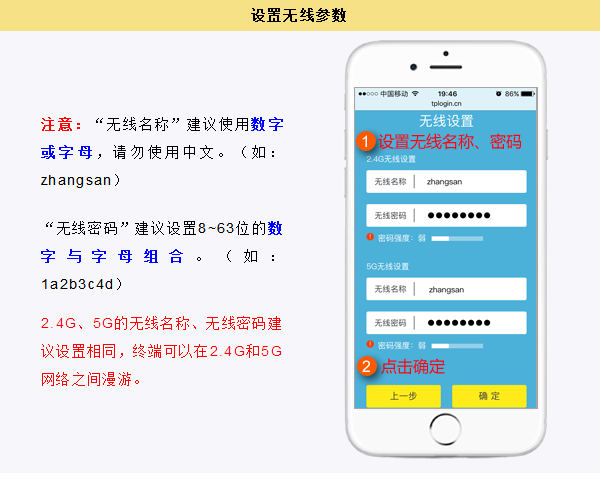 设置无线参数
注意：“无线名称”建议使用数字
或字母，请勿使用中文。（如：
zhangsan）
“无线密码”建议设置8~63位的数
字与字母组合。（如：
1a2b3c4d）
2.4G、5G的无线名称、无线密码建
议设置相同，终端可以在2.4G和5G
网络之间漫游。
中国移动 19:46 86%
tplogin.cn
无线设置
1 设置无线名称、密码
2.4G无线设置
无线名称 zhangsan
无线密码 ●●●●●●●●
! 密码强度：弱
5G无线设置
无线名称 zhangsan
无线密码 ●●●●●●●●
! 密码强度：弱
2 点击确定
上一步 确 定